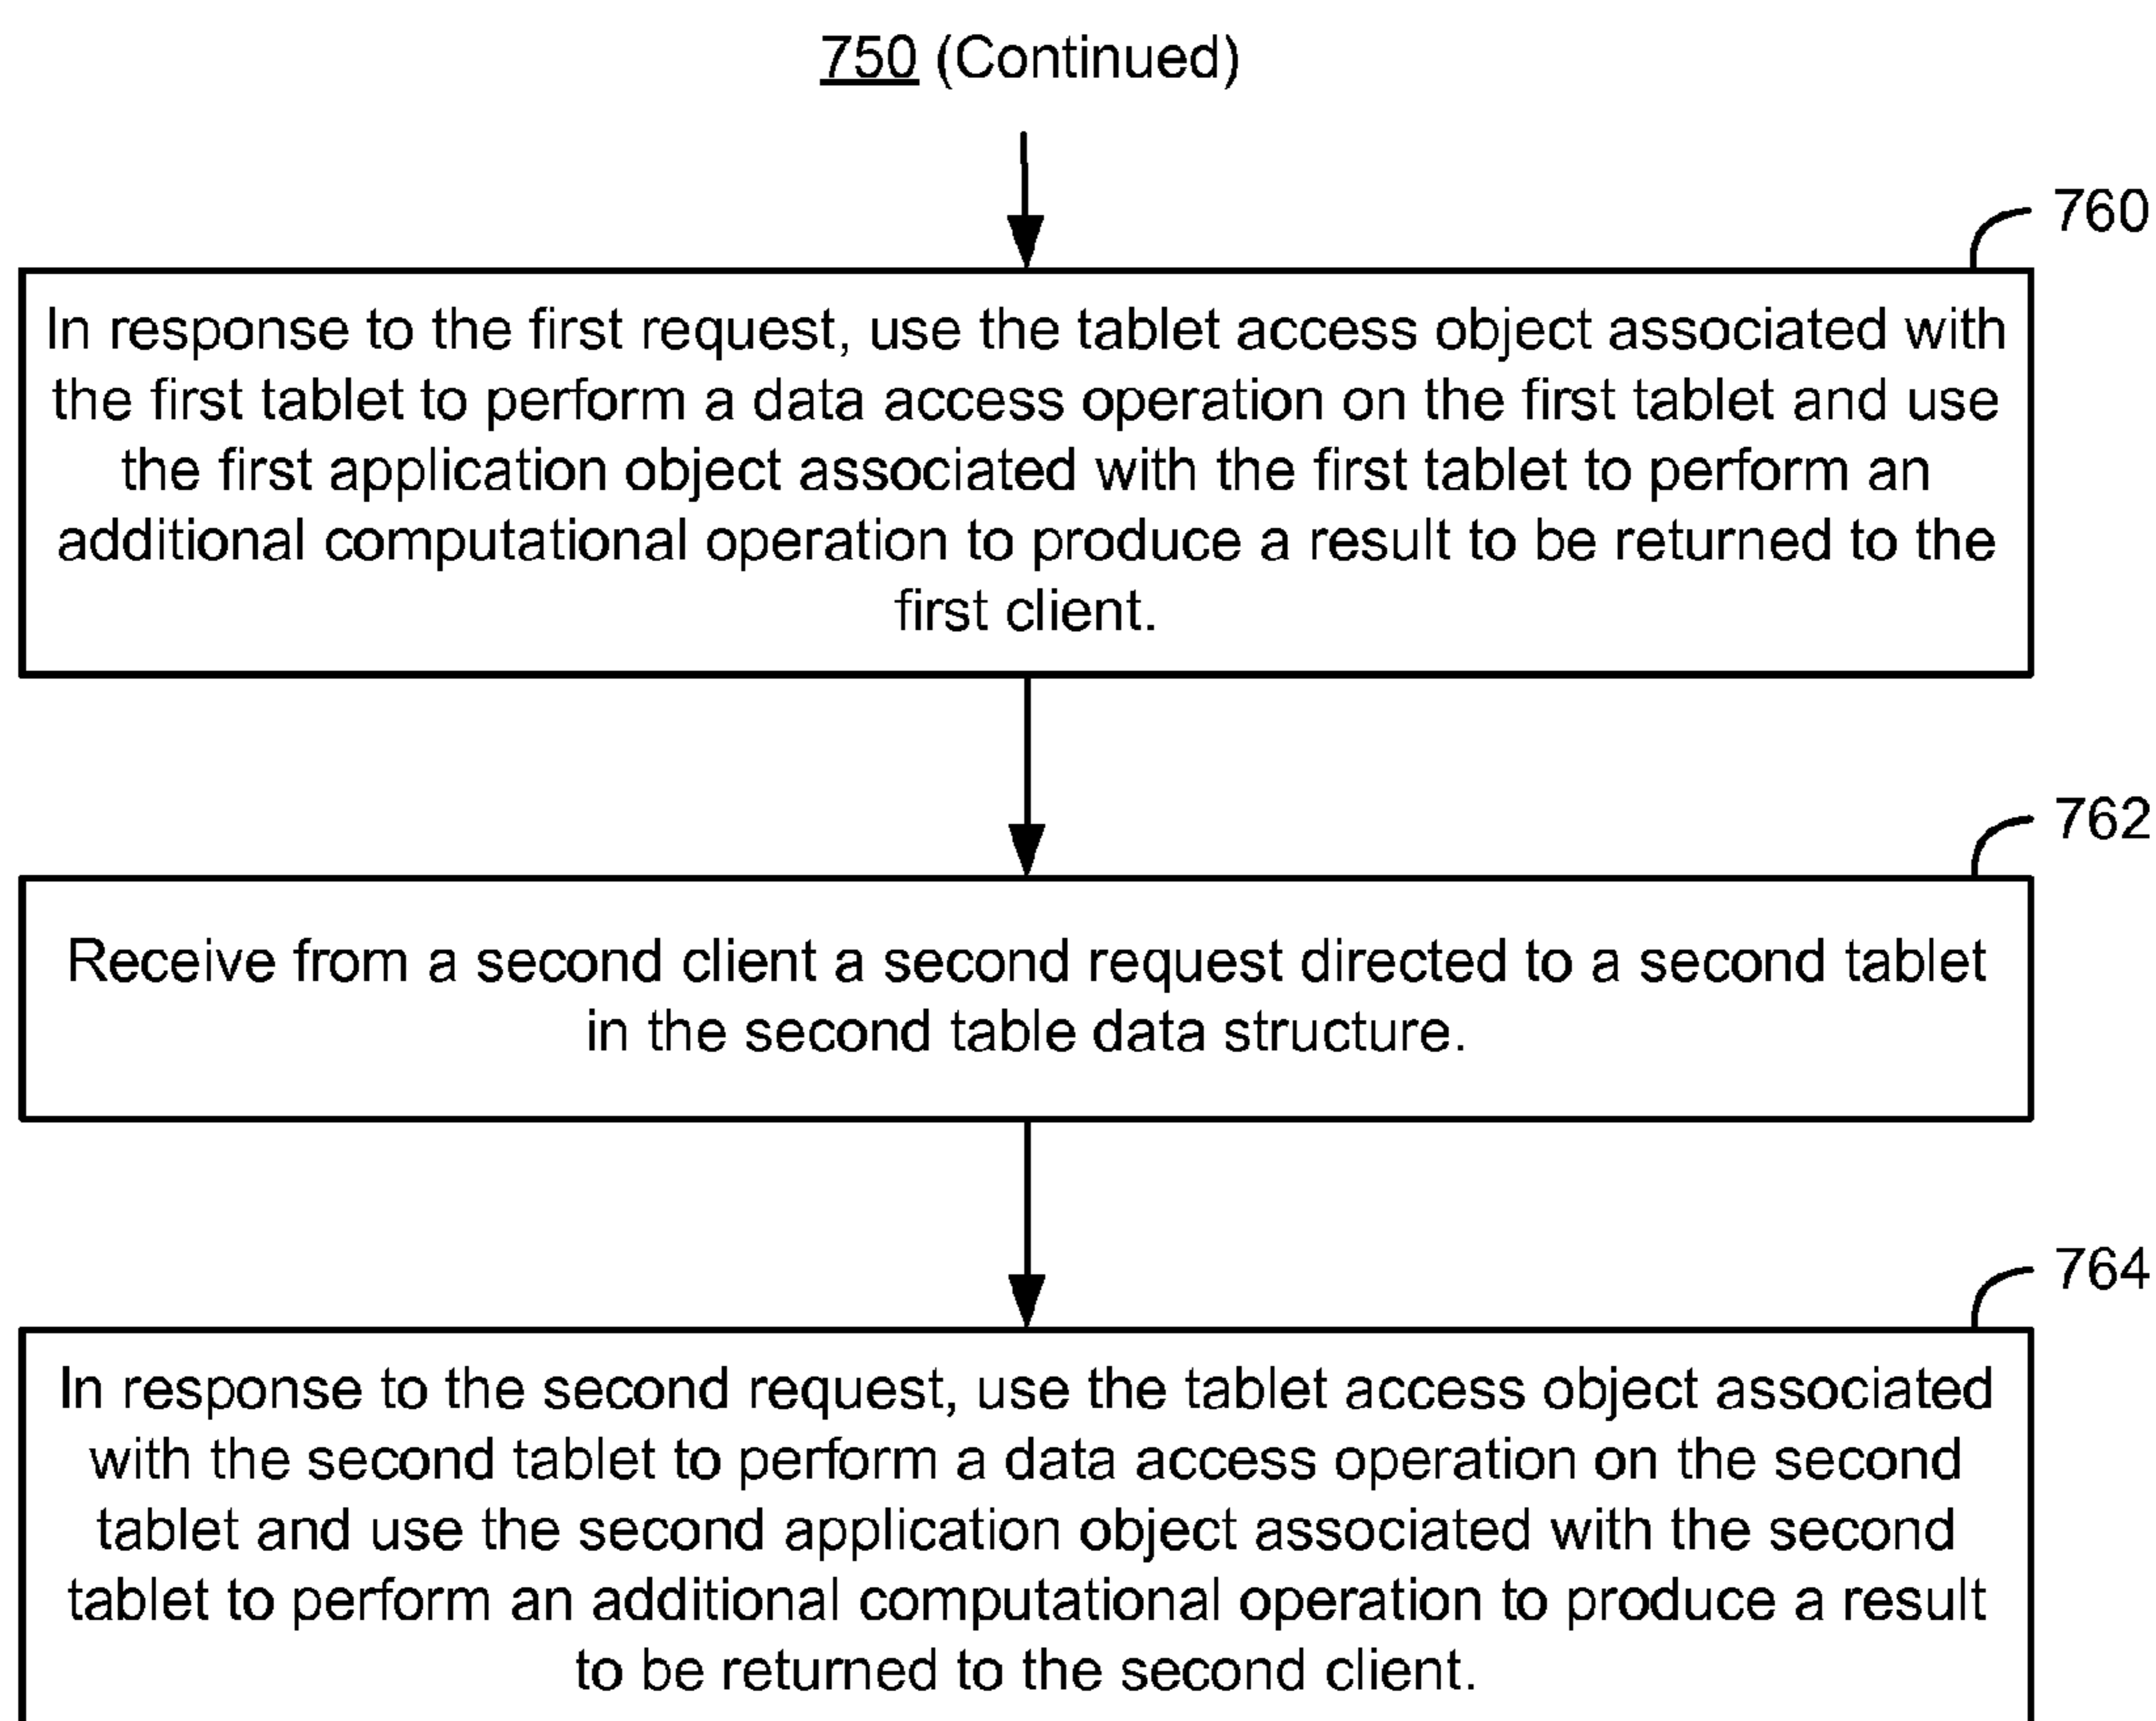 750 (Continued)
760
In response to the first request, use the tablet access object associated with
the first tablet to perform a data access operation on the first tablet and use
the first application object associated with the first tablet to perform an
additional computational operation to produce a result to be returned to the
first client.
762
Receive from a second client a second request directed to a second tablet
in the second table data structure.
764
In response to the second request, use the tablet access object associated
with the second tablet to perform a data access operation on the second
tablet and use the second application object associated with the second
tablet to perform an additional computational operation to produce a result
to be returned to the second client.